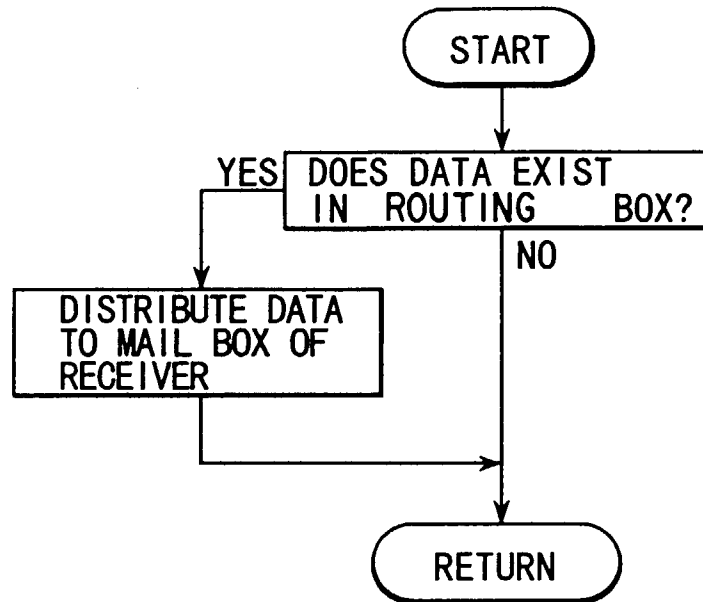 START
YES
DOES DATA EXIST
IN ROUTING BOX?
NO
DISTRIBUTE DATA
TO MAIL BOX OF
RECEIVER
RETURN